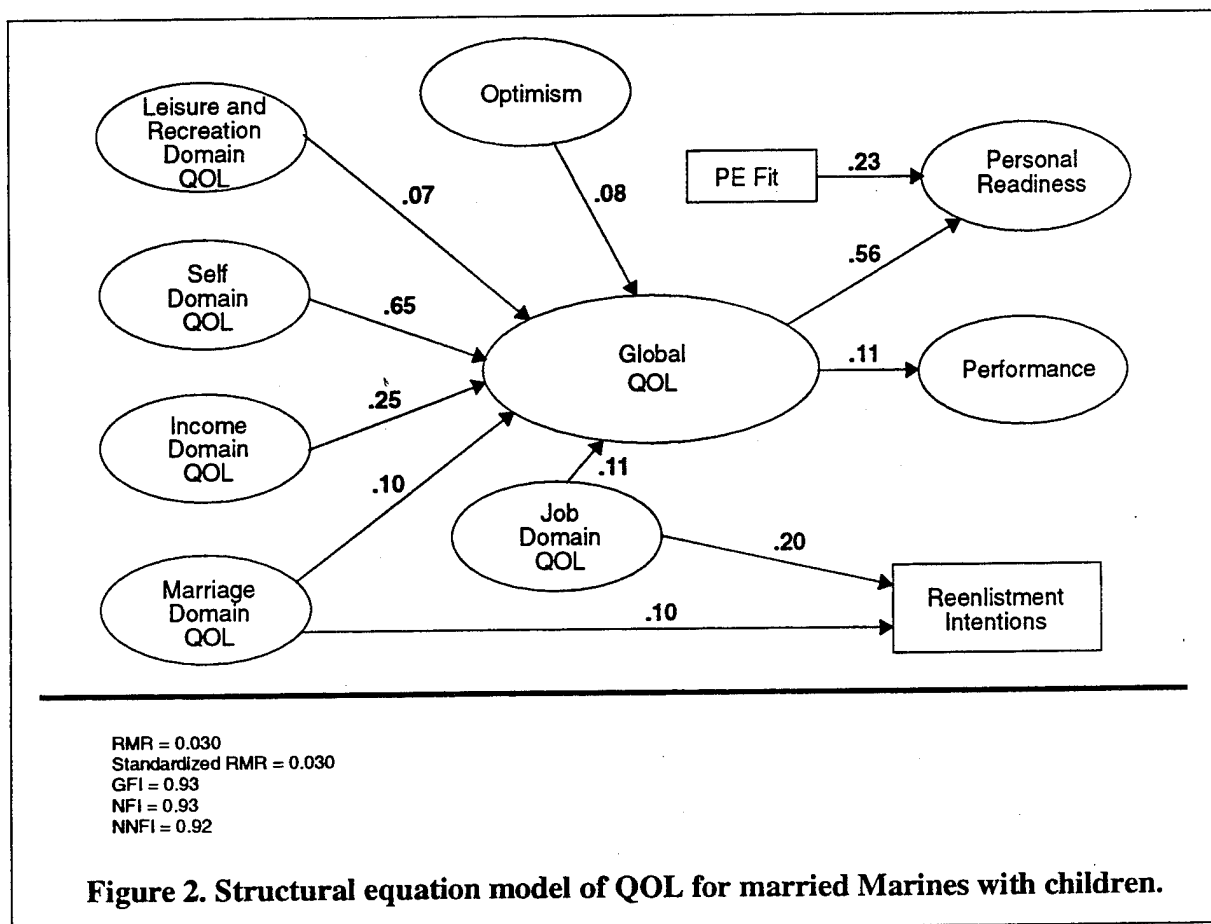 Leisure and
Recreation
Domain
QOL
Optimism
PE Fit
.23
Personal
Readiness
.07
.08
.56
Self
Domain
QOL
.65
Global
QOL
.11
Performance
.25
Income
Domain
QOL
.10
.11
Job
Domain
QOL
.20
Marriage
Domain
QOL
.10
Reenlistment
Intentions
RMR = 0.030
Standardized RMR = 0.030
GFI = 0.93
NFI = 0.93
NNFI = 0.92
Figure 2. Structural equation model of QOL for married Marines with children.